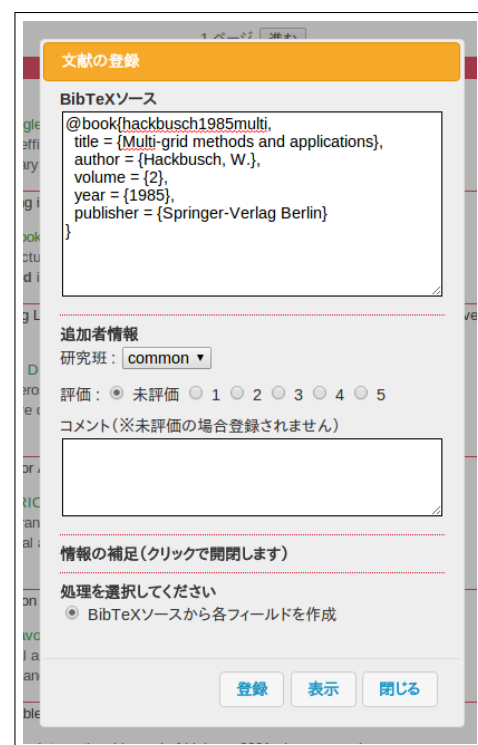 1 ページ 進む
文献の登録
BibTeXソース
@book{hackbusch1985multi,
title = {Multi-grid methods and applications},
author = {Hackbusch, W.},
volume = {2},
year = {1985},
publisher = {Springer-Verlag Berlin}
}
追加者情報
研究班 : common
評価 : 未評価 1 2 3 4 5
コメント(※未評価の場合登録されません)
情報の補足(クリックで開閉します)
処理を選択してください
BibTeXソースから各フィールドを作成
登録 表示 閉じる